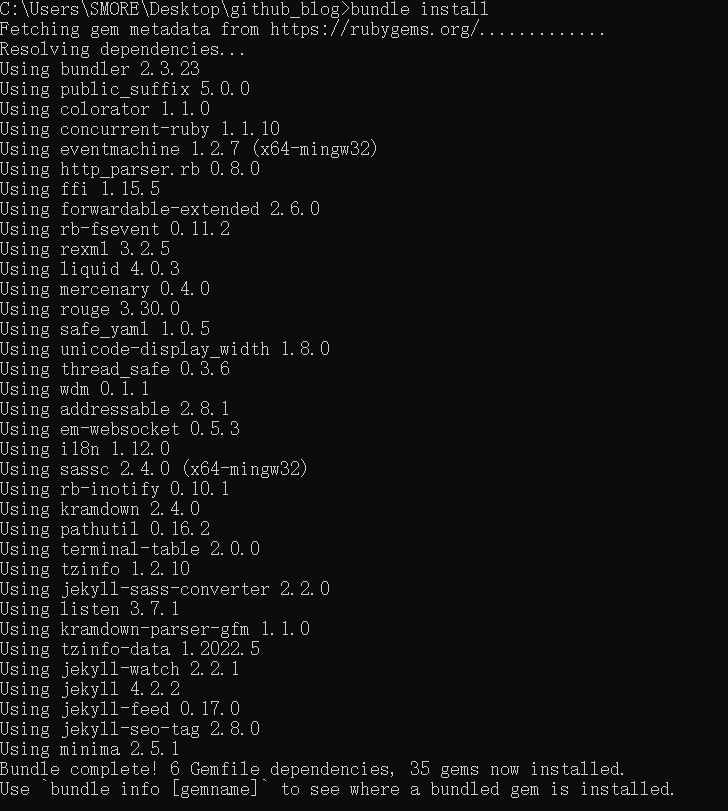 C:\Users\SMORE\Desktop\github_blog>bundle install
Fetching gem metadata from https://rubygems.org/.............
Resolving dependencies...
Using bundler 2.3.23
Using public_suffix 5.0.0
Using colorator 1.1.0
Using concurrent-ruby 1.1.10
Using eventmachine 1.2.7 (x64-mingw32)
Using http_parser.rb 0.8.0
Using ffi 1.15.5
Using forwardable-extended 2.6.0
Using rb-fsevent 0.11.2
Using rexml 3.2.5
Using liquid 4.0.3
Using mercenary 0.4.0
Using rouge 3.30.0
Using safe_yaml 1.0.5
Using unicode-display_width 1.8.0
Using thread_safe 0.3.6
Using wdm 0.1.1
Using addressable 2.8.1
Using em-websocket 0.5.3
Using i18n 1.12.0
Using sassc 2.4.0 (x64-mingw32)
Using rb-inotify 0.10.1
Using kramdown 2.4.0
Using pathutil 0.16.2
Using terminal-table 2.0.0
Using tzinfo 1.2.10
Using jekyll-sass-converter 2.2.0
Using listen 3.7.1
Using kramdown-parser-gfm 1.1.0
Using tzinfo-data 1.2022.5
Using jekyll-watch 2.2.1
Using jekyll 4.2.2
Using jekyll-feed 0.17.0
Using jekyll-seo-tag 2.8.0
Using minima 2.5.1
Bundle complete! 6 Gemfile dependencies, 35 gems now installed.
Use `bundle info [gemname]` to see where a bundled gem is installed.